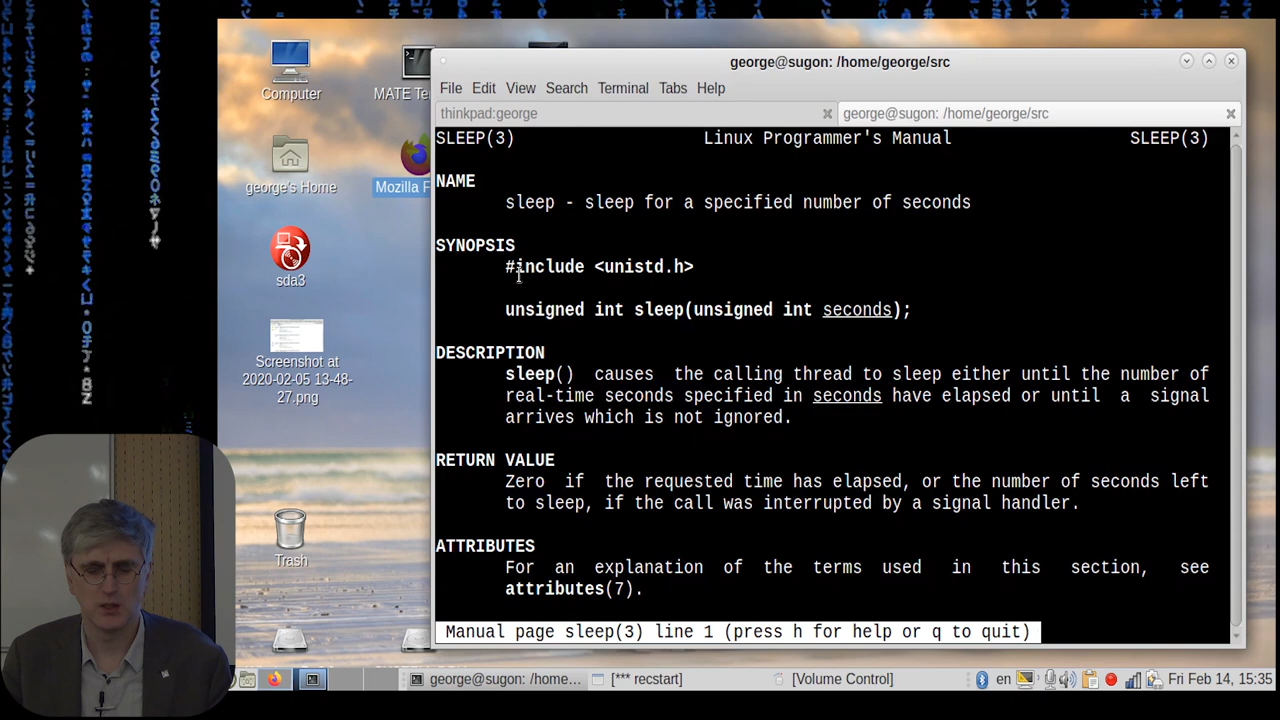 Computer
MATE Ter
george's Home
Mozilla F
sda3
Screenshot at
2020-02-05 13-48-
27.png
Trash
george@sugon: /home/george/src
File Edit View Search Terminal Tabs Help
thinkpad:george
george@sugon: /home/george/src
SLEEP(3) Linux Programmer's Manual SLEEP(3)
NAME
sleep - sleep for a specified number of seconds
SYNOPSIS
#include <unistd.h>
unsigned int sleep(unsigned int seconds);
DESCRIPTION
sleep() causes the calling thread to sleep either until the number of
real-time seconds specified in seconds have elapsed or until a signal
arrives which is not ignored.
RETURN VALUE
Zero if the requested time has elapsed, or the number of seconds left
to sleep, if the call was interrupted by a signal handler.
ATTRIBUTES
For an explanation of the terms used in this section, see
attributes(7).
Manual page sleep(3) line 1 (press h for help or q to quit)
george@sugon: /home... [*** recstart] [Volume Control] en Fri Feb 14, 15:35